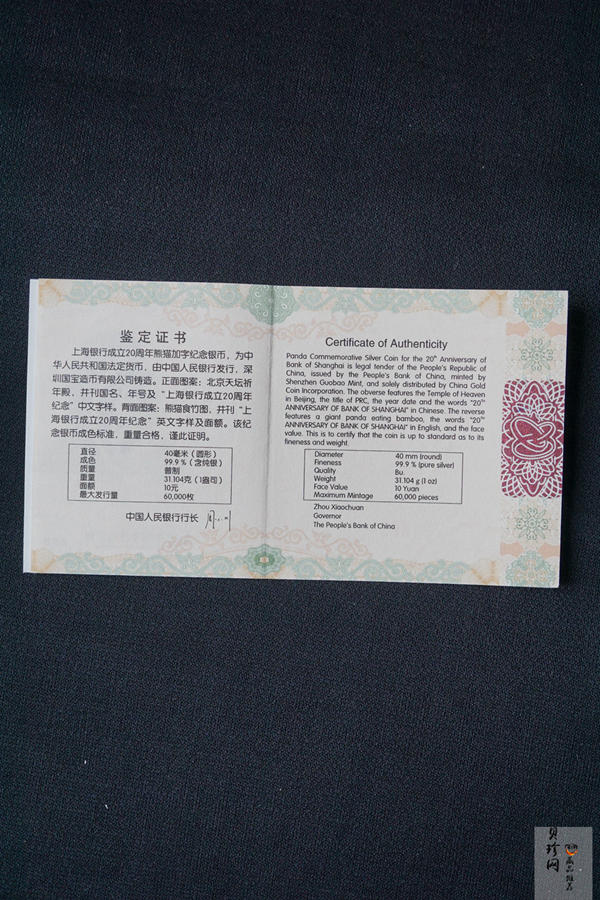 鉴定证书
上海银行成立20周年熊猫加字纪念银币，为中
华人民共和国法定货币，由中国人民银行发行，深
圳国宝造币有限公司铸造。正面图案：北京天坛祈
年殿，并刊国名、年号及“上海银行成立20周年
纪念”中文字样。背面图案：熊猫食竹图，并刊“上
海银行成立20周年纪念”英文字样及面额。该纪
念银币成色标准，重量合格，谨此证明。
直径 40毫米（圆形）
成色 99.9％（含纯银）
质量 普制
重量 31.104克（1盎司）
面额 10元
最大发行量 60,000枚
中国人民银行行长
Certificate of Authenticity
Panda Commemorative Silver Coin for the 20th Anniversary of
Bank of Shanghai is legal tender of the People's Republic of
China, issued by the People's Bank of China, minted by
Shenzhen Guobao Mint, and solely distributed by China Gold
Coin Incorporation. The obverse features the Temple of Heaven
in Beijing, the title of PRC, the year date and the words "20TH
ANNIVERSARY OF BANK OF SHANGHAI" in Chinese. The reverse
features a giant panda eating bamboo, the words "20TH
ANNIVERSARY OF BANK OF SHANGHAI" in English, and the face
value. This is to certify that the coin is up to standard as to its
fineness and weight.
Diameter 40 mm (round)
Fineness 99.9 % (pure silver)
Quality Bu.
Weight 31.104 g (1 oz)
Face Value 10 Yuan
Maximum Mintage 60,000 pieces
Zhou Xiaochuan
Governor
The People's Bank of China
贝珍网